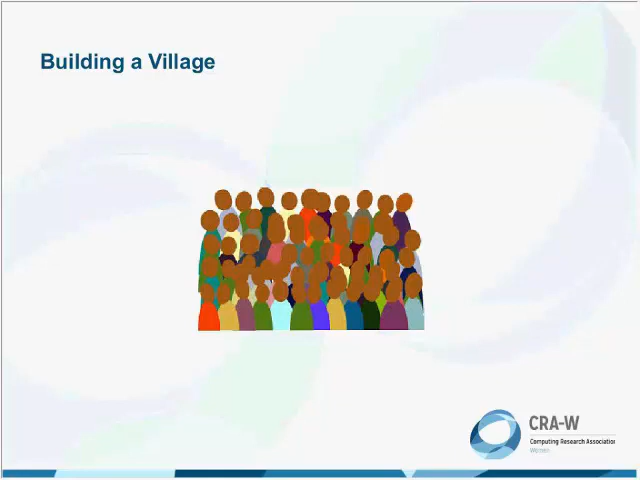 Building a Village
CRA-W
Computing Research Association
Women